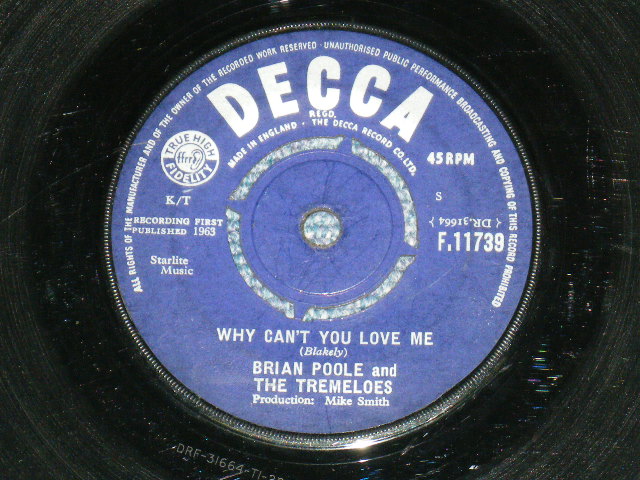 ALL RIGHTS OF THE MANUFACTURER AND OF THE OWNER OF THE RECORDED WORK RESERVED · UNAUTHORISED PUBLIC PERFORMANCE BROADCASTING AND COPYING OF THIS RECORD PROHIBITED
DECCA
REGD.
MADE IN ENGLAND · THE DECCA RECORD CO. LTD.
TRUE HIGH
ffrr
FIDELITY
45 RPM
K/T
S
RECORDING FIRST
PUBLISHED 1963
(DR.31664)
F.11739
Starlite
Music
WHY CAN'T YOU LOVE ME
(Blakely)
BRIAN POOLE and
THE TREMELOES
Production: Mike Smith
DRF-31664-T1-